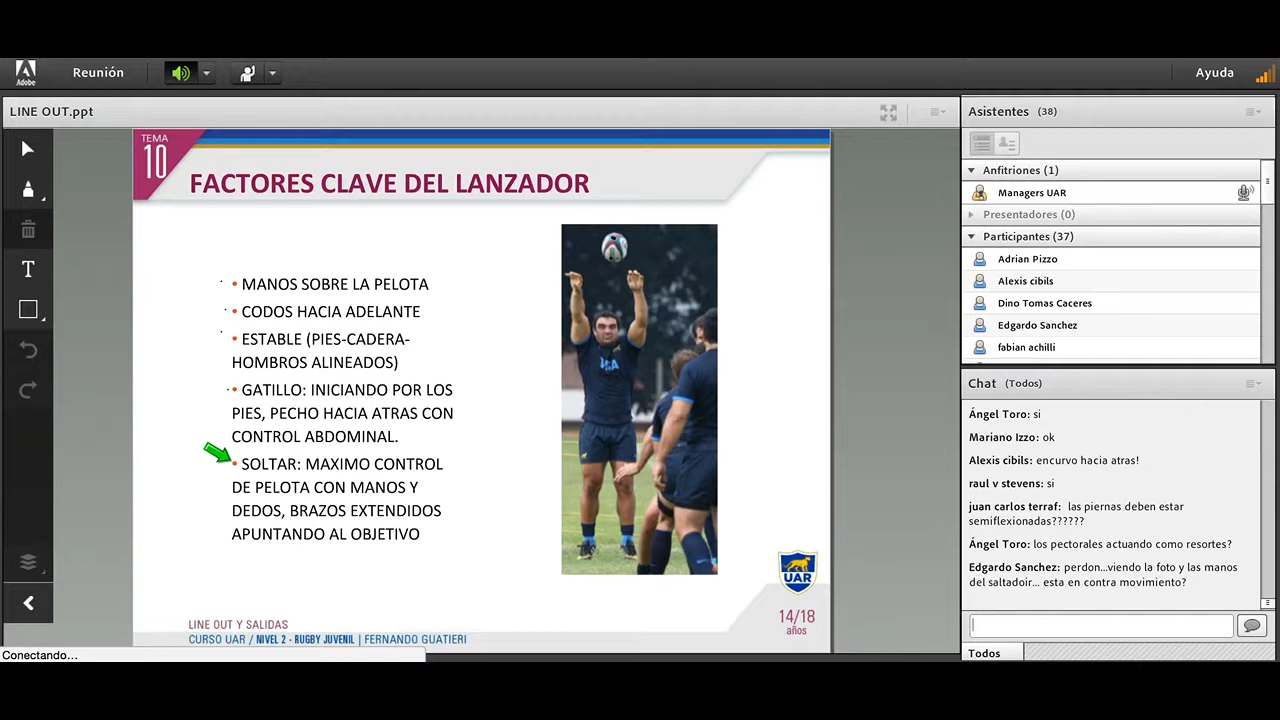 Adobe
Reunión
Ayuda
LINE OUT.ppt
TEMA
10
FACTORES CLAVE DEL LANZADOR
• MANOS SOBRE LA PELOTA
• CODOS HACIA ADELANTE
• ESTABLE (PIES-CADERA-
HOMBROS ALINEADOS)
• GATILLO: INICIANDO POR LOS
PIES, PECHO HACIA ATRAS CON
CONTROL ABDOMINAL.
• SOLTAR: MAXIMO CONTROL
DE PELOTA CON MANOS Y
DEDOS, BRAZOS EXTENDIDOS
APUNTANDO AL OBJETIVO
UAR
14/18
años
LINE OUT Y SALIDAS
CURSO UAR / NIVEL 2 - RUGBY JUVENIL | FERNANDO GUATIERI
Conectando...
T
Asistentes (38)
Anfitriones (1)
Managers UAR
Presentadores (0)
Participantes (37)
Adrian Pizzo
Alexis cibils
Dino Tomas Caceres
Edgardo Sanchez
fabian achilli
Chat (Todos)
Ángel Toro: si
Mariano Izzo: ok
Alexis cibils: encurvo hacia atras!
raul v stevens: si
juan carlos terraf: las piernas deben estar
semiflexionadas??????
Ángel Toro: los pectorales actuando como resortes?
Edgardo Sanchez: perdon...viendo la foto y las manos
del saltadoir... esta en contra movimiento?
Todos